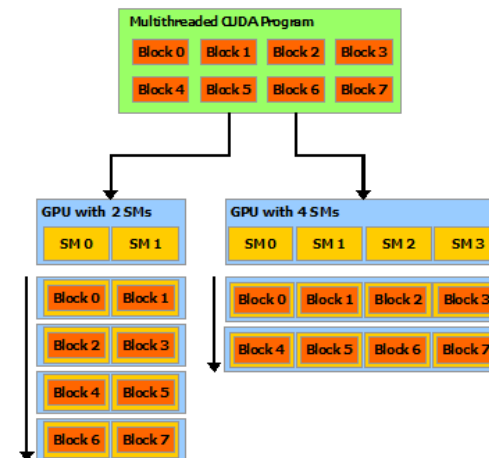 Multithreaded CUDA Program
Block 0 Block 1 Block 2 Block 3
Block 4 Block 5 Block 6 Block 7
GPU with 2 SMs
SM 0 SM 1
Block 0 Block 1
Block 2 Block 3
Block 4 Block 5
Block 6 Block 7
GPU with 4 SMs
SM 0 SM 1 SM 2 SM 3
Block 0 Block 1 Block 2 Block 3
Block 4 Block 5 Block 6 Block 7